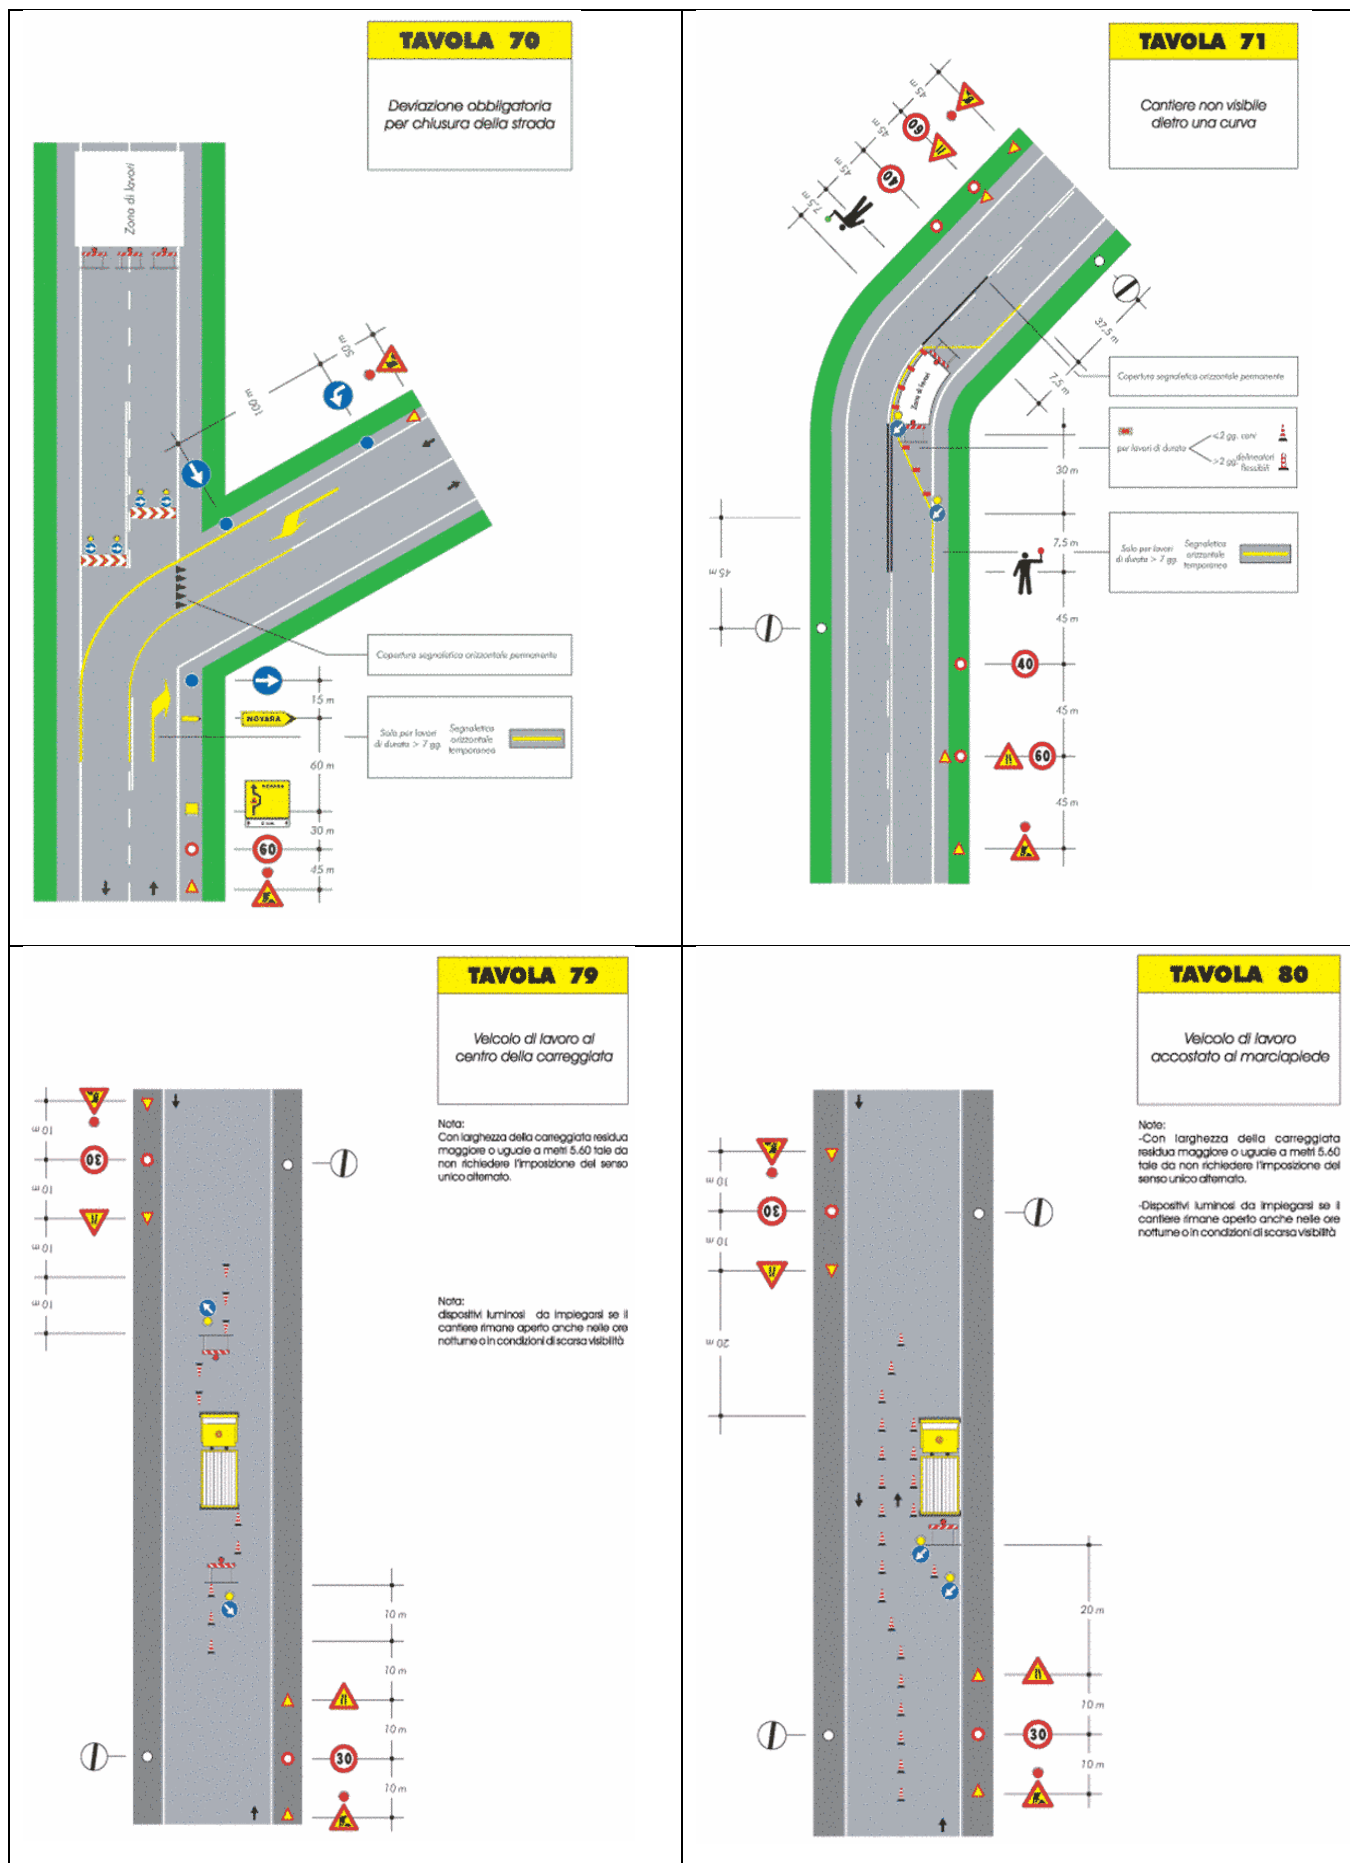 TAVOLA 70
Deviazione obbligatoria
per chiusura della strada
Zona di lavori
50 m
100 m
Copertura segnaletica orizzontale permanente
15 m
NOVARA
Solo per lavori
di durata > 7 gg.
Segnaletica
orizzontale
temporanea
60 m
NOVARA
30 m
60
45 m
TAVOLA 71
Cantiere non visibile
dietro una curva
45 m
60
45 m
40
45 m
7,5 m
37,5 m
7,5 m
Copertura segnaletica orizzontale permanente
Zona di lavori
per lavori di durata
<2 gg. coni
>2 gg. delineatori
flessibili
30 m
7,5 m
Solo per lavori
di durata > 7 gg.
Segnaletica
orizzontale
temporanea
45 m
45 m
40
45 m
60
45 m
TAVOLA 79
Veicolo di lavoro al
centro della carreggiata
Nota:
Con larghezza della carreggiata residua
maggiore o uguale a metri 5.60 tale da
non richiedere l'imposizione del senso
unico alternato.
Nota:
dispositivi luminosi da impiegarsi se il
cantiere rimane aperto anche nelle ore
notturne o in condizioni di scarsa visibilità
10 m
30
10 m
10 m
10 m
10 m
10 m
10 m
30
10 m
TAVOLA 80
Veicolo di lavoro
accostato al marciapiede
Note:
-Con larghezza della carreggiata
residua maggiore o uguale a metri 5.60
tale da non richiedere l'imposizione del
senso unico alternato.
-Dispositivi luminosi da impiegarsi se il
cantiere rimane aperto anche nelle ore
notturne o in condizioni di scarsa visibilità
10 m
30
10 m
20 m
20 m
10 m
30
10 m